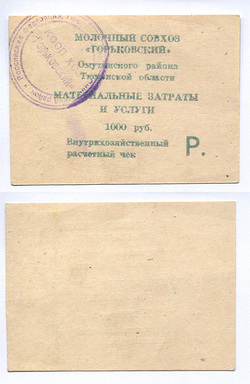 МОЛОЧНЫЙ СОВХОЗ
«ГОРЬКОВСКИЙ»
Омутинского района
Тюменской области
МАТЕРИАЛЬНЫЕ ЗАТРАТЫ
И УСЛУГИ
1000 руб.
Внутрихозяйственный
расчетный чек
Р.